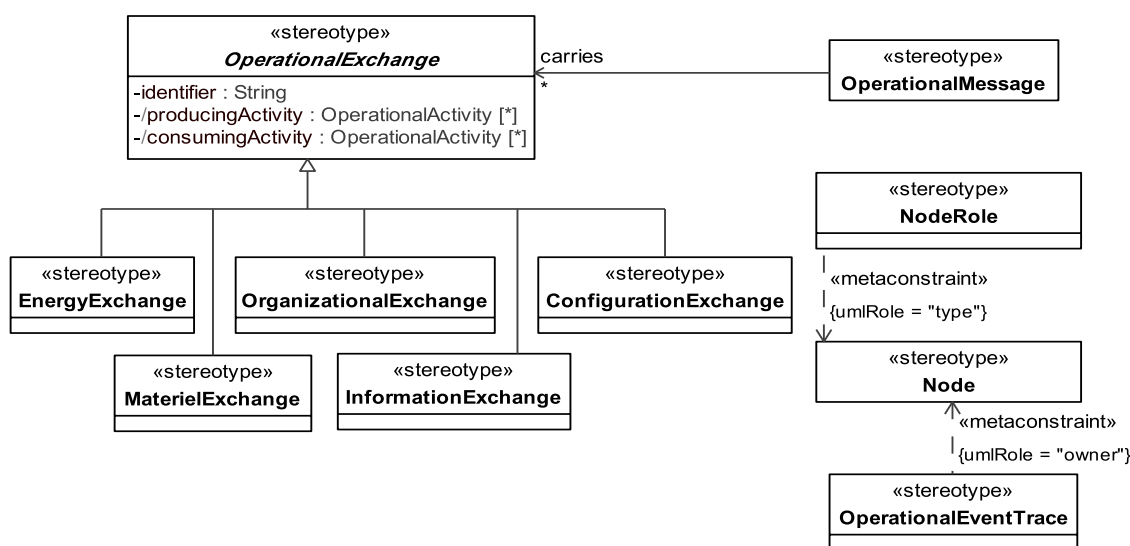 «stereotype»
OperationalExchange
-identifier : String
-/producingActivity : OperationalActivity [*]
-/consumingActivity : OperationalActivity [*]
carries
*
«stereotype»
OperationalMessage
«stereotype»
NodeRole
«metaconstraint»
{umlRole = "type"}
«stereotype»
EnergyExchange
«stereotype»
OrganizationalExchange
«stereotype»
ConfigurationExchange
«stereotype»
MaterielExchange
«stereotype»
InformationExchange
«stereotype»
Node
«metaconstraint»
{umlRole = "owner"}
«stereotype»
OperationalEventTrace